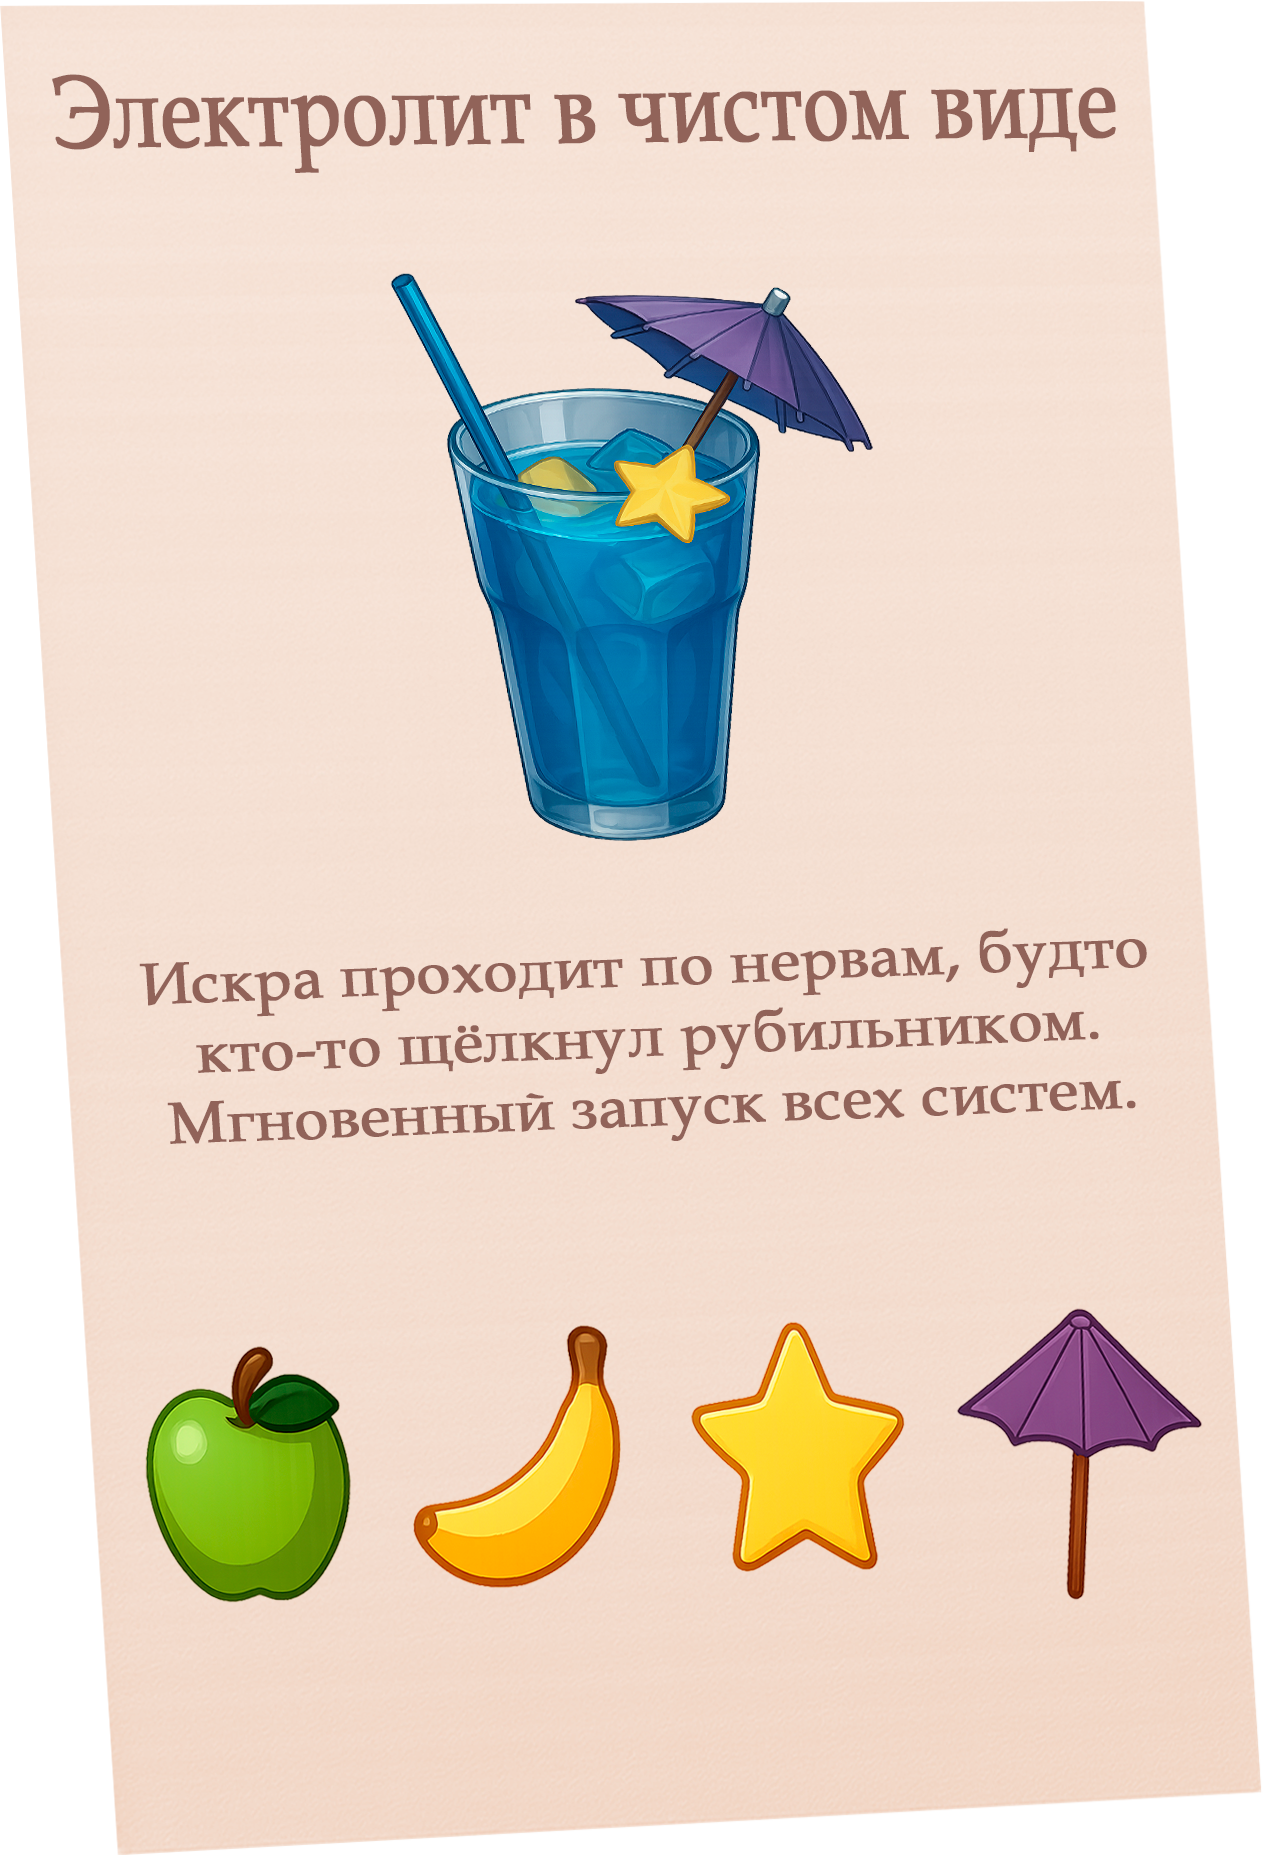 Электролит в чистом виде
Искра проходит по нервам, будто
кто-то щёлкнул рубильником.
Мгновенный запуск всех систем.